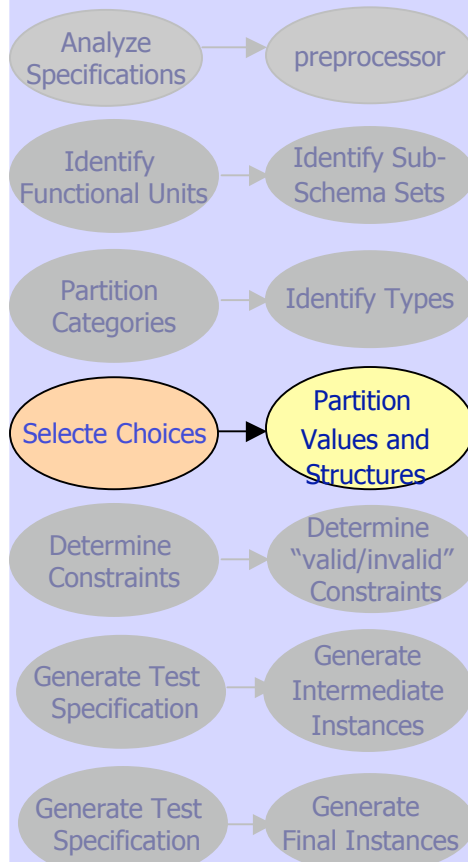 Analyze
Specifications
preprocessor
Identify
Functional Units
Identify Sub-
Schema Sets
Partition
Categories
Identify Types
Selecte Choices
Partition
Values and
Structures
Determine
Constraints
Determine
“valid/invalid”
Constraints
Generate Test
Specification
Generate
Intermediate
Instances
Generate Test
Specification
Generate
Final Instances